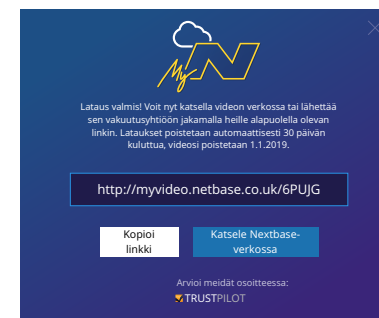 My N
Lataus valmis! Voit nyt katsella videon verkossa tai lähettää
sen vakuutusyhtiöön jakamalla heille alapuolella olevan
linkin. Lataukset poistetaan automaattisesti 30 päivän
kuluttua, videosi poistetaan 1.1.2019.
http://myvideo.netbase.co.uk/6PUJG
Kopioi
linkki
Katsele Nextbase-
verkossa
Arvioi meidät osoitteessa:
TRUSTPILOT